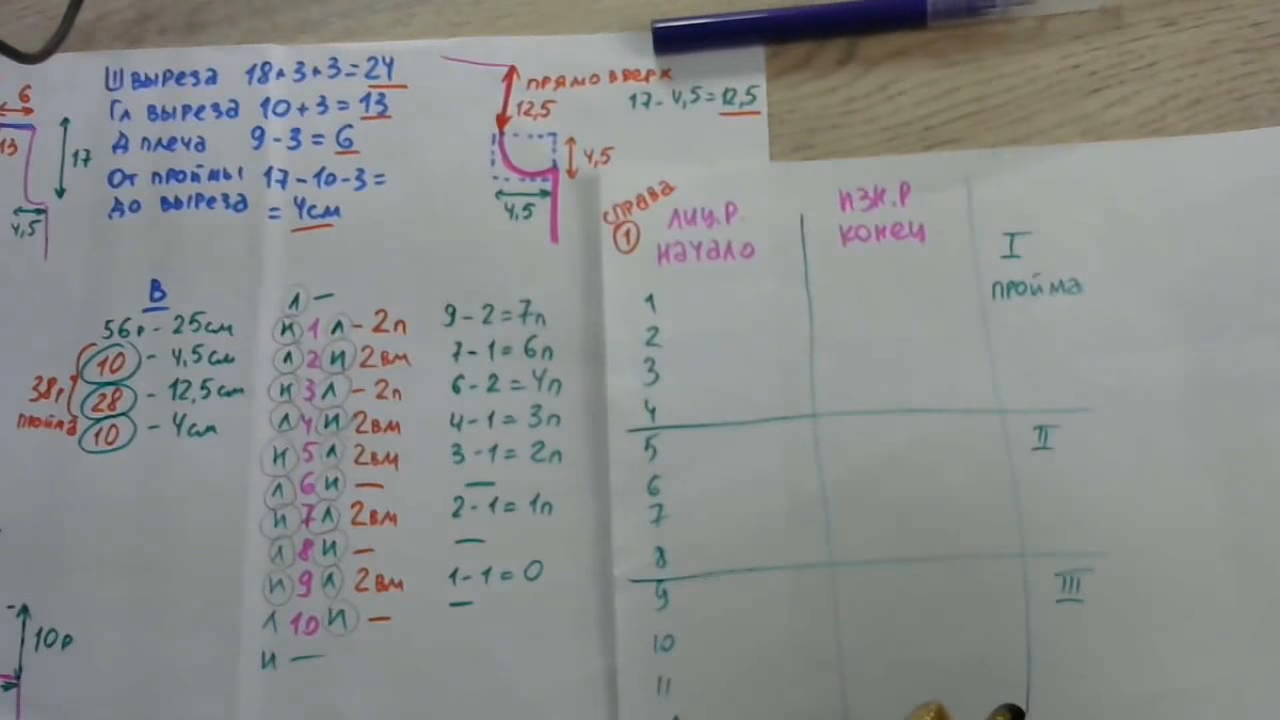 6
13
17
4,5
Ш выреза 18+3+3=24
Гл выреза 10+3=13
Д плеча 9-3=6
От проймы 17-10-3=
до выреза =4см
прямо вверх
12,5
17-4,5=12,5
4,5
4,5
В
56р-25см
10-4,5см
28-12,5см
10-4см
38р
пройма
Л -
И 1 Л -2п
Л 2 И 2вм
И 3 Л -2п
Л 4 И 2вм
И 5 Л 2вм
Л 6 И -
И 7 Л 2вм
Л 8 И -
И 9 Л 2вм
Л 10 И -
И -
9-2=7п
7-1=6п
6-2=4п
4-1=3п
3-1=2п
-
2-1=1п
-
1-1=0
-
10р
справа
1
лиц.р начало
изн.р конец
I
пройма
1
2
3
4
5
II
6
7
8
9
III
10
11